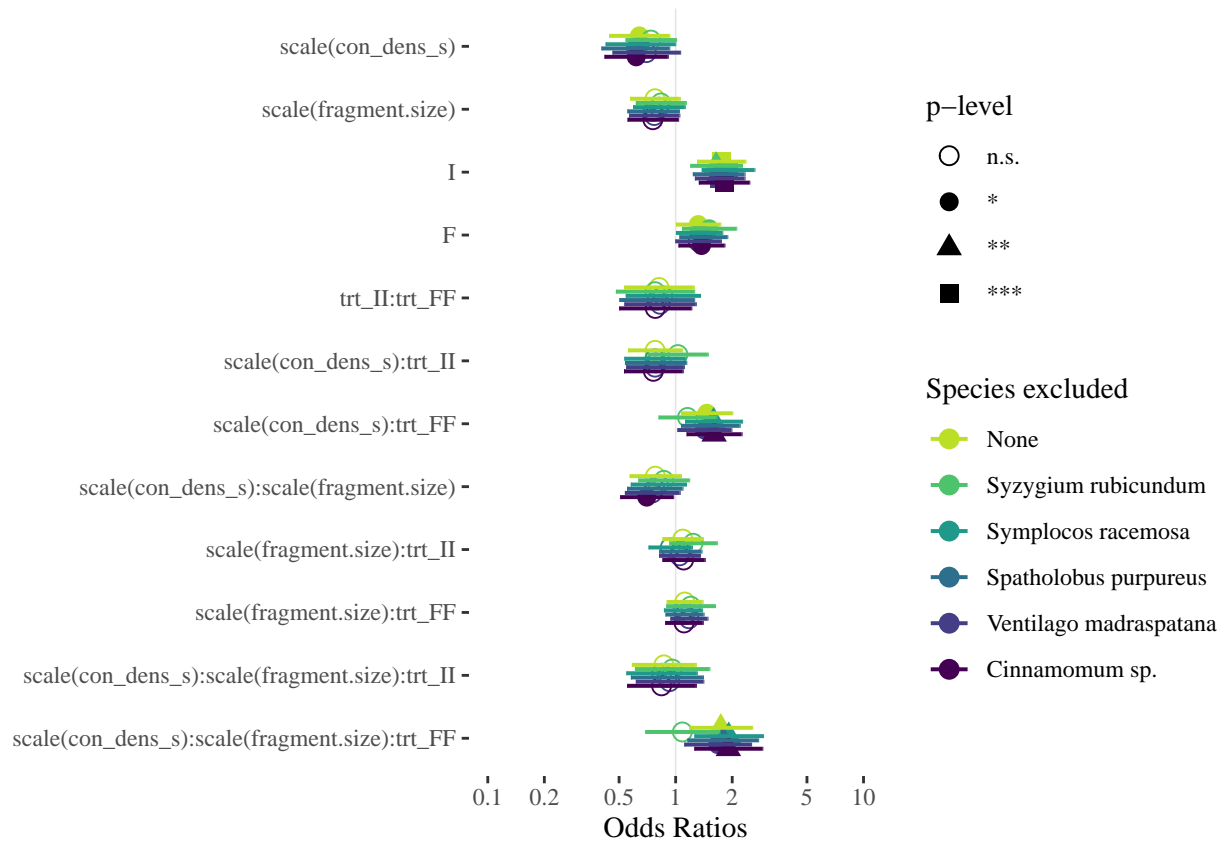 scale(con_dens_s)
scale(fragment.size)
I
F
trt_II:trt_FF
scale(con_dens_s):trt_II
scale(con_dens_s):trt_FF
scale(con_dens_s):scale(fragment.size)
scale(fragment.size):trt_II
scale(fragment.size):trt_FF
scale(con_dens_s):scale(fragment.size):trt_II
scale(con_dens_s):scale(fragment.size):trt_FF
0.1 0.2 0.5 1 2 5 10
Odds Ratios
p−level
n.s.
*
**
***
Species excluded
None
Syzygium rubicundum
Symplocos racemosa
Spatholobus purpureus
Ventilago madraspatana
Cinnamomum sp.